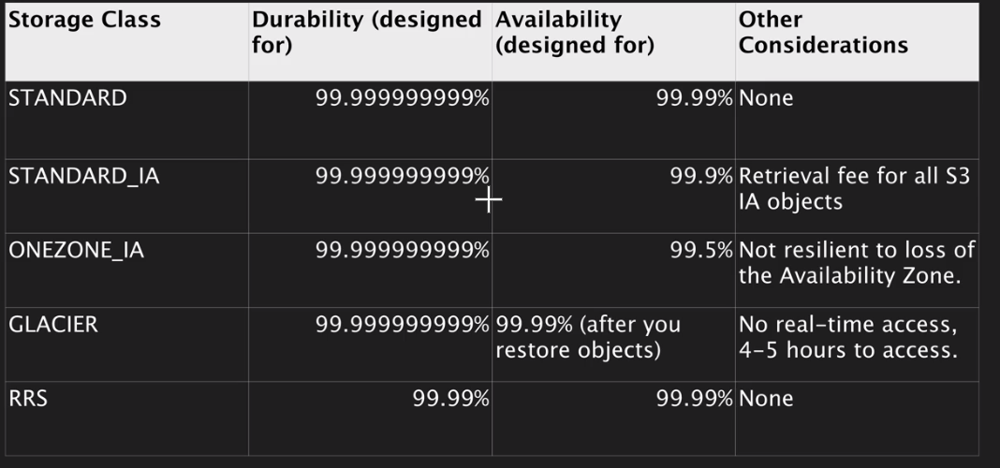 Storage Class
Durability (designed
for)
Availability
(designed for)
Other
Considerations
STANDARD
99.999999999%
99.99%
None
STANDARD_IA
99.999999999%
99.9%
Retrieval fee for all S3
IA objects
ONEZONE_IA
99.999999999%
99.5%
Not resilient to loss of
the Availability Zone.
GLACIER
99.999999999%
99.99% (after you
restore objects)
No real-time access,
4-5 hours to access.
RRS
99.99%
99.99%
None